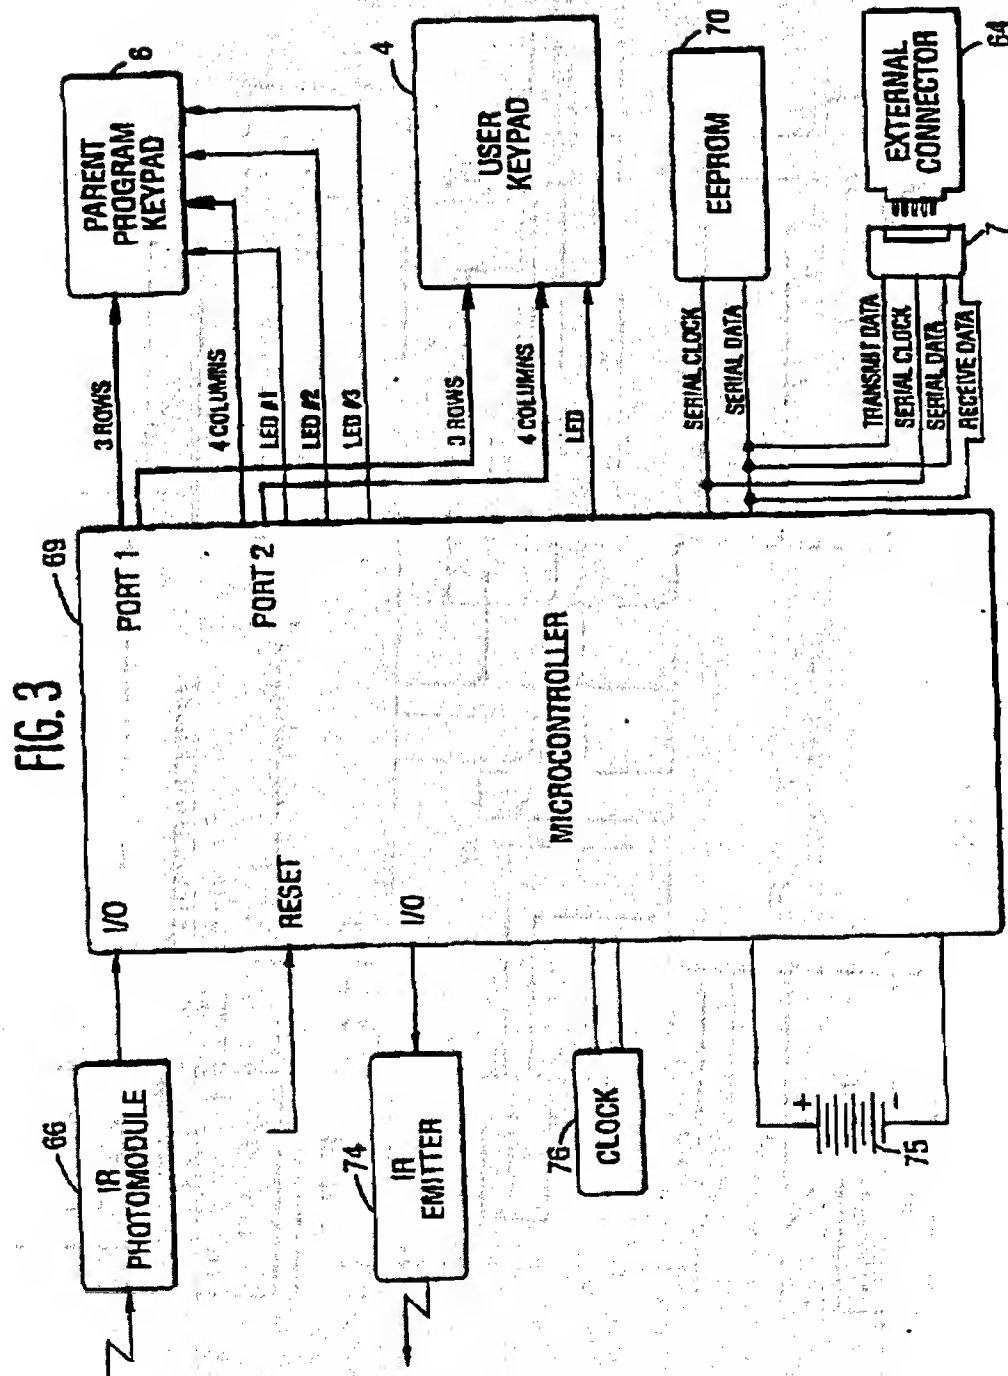 FIG. 3
66
IR
PHOTOMODULE
I/O
RESET
74
IR
EMITTER
I/O
76
CLOCK
+
-
75
69
PORT 1
PORT 2
MICROCONTROLLER
3 ROWS
4 COLUMNS
LED #1
LED #2
LED #3
6
PARENT
PROGRAM
KEYPAD
3 ROWS
4 COLUMNS
LED
4
USER
KEYPAD
SERIAL CLOCK
SERIAL DATA
70
EEPROM
TRANSMIT DATA
SERIAL CLOCK
SERIAL DATA
RECEIVE DATA
7
EXTERNAL
CONNECTOR
64